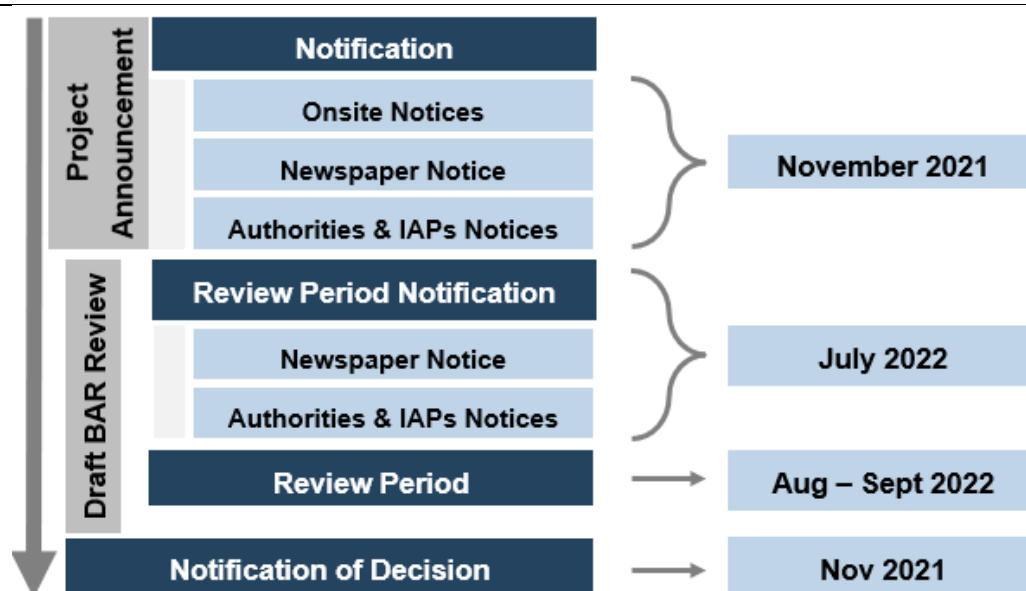 Project
Announcement
Notification
Onsite Notices
Newspaper Notice
Authorities & IAPs Notices
November 2021
Draft BAR Review
Review Period Notification
Newspaper Notice
Authorities & IAPs Notices
July 2022
Review Period
Aug – Sept 2022
Notification of Decision
Nov 2021